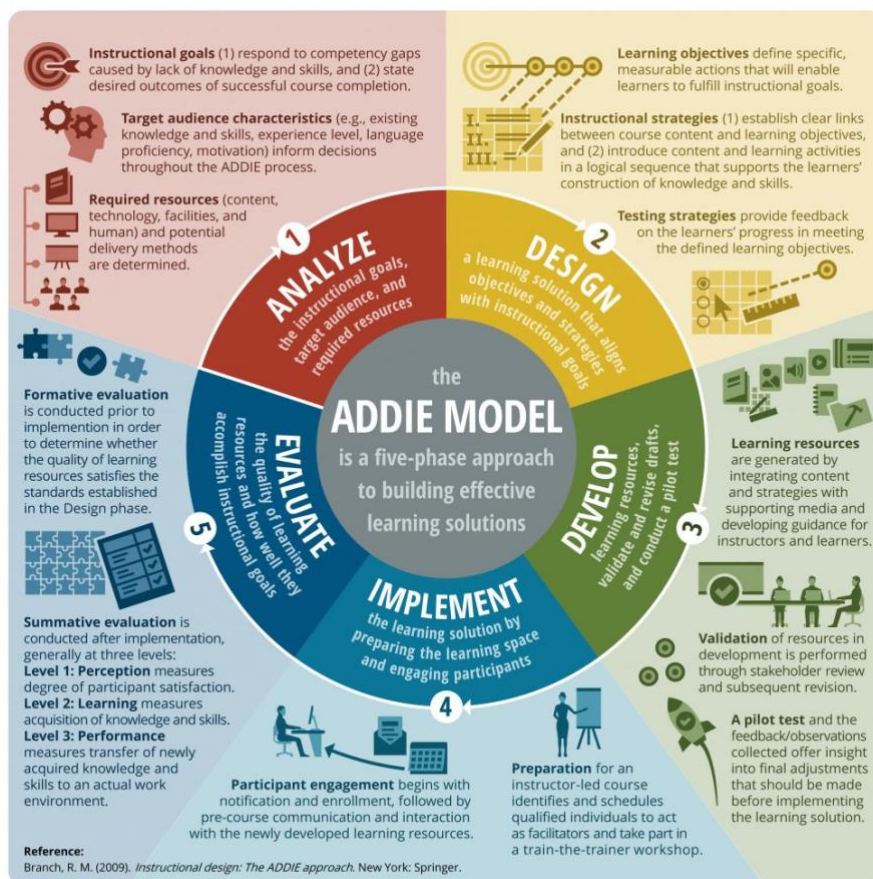 Instructional goals (1) respond to competency gaps
caused by lack of knowledge and skills, and (2) state
desired outcomes of successful course completion.
Target audience characteristics (e.g., existing
knowledge and skills, experience level, language
proficiency, motivation) inform decisions
throughout the ADDIE process.
Required resources (content,
technology, facilities, and
human) and potential
delivery methods
are determined.
1
ANALYZE
the instructional goals,
target audience, and
required resources
Learning objectives define specific,
measurable actions that will enable
learners to fulfill instructional goals.
I.
II.
III.
Instructional strategies (1) establish clear links
between course content and learning objectives,
and (2) introduce content and learning activities
in a logical sequence that supports the learners'
construction of knowledge and skills.
Testing strategies provide feedback
on the learners' progress in meeting
the defined learning objectives.
2
DESIGN
a learning solution that aligns
objectives and strategies
with instructional goals
the
ADDIE MODEL
is a five-phase approach
to building effective
learning solutions
3
DEVELOP
learning resources,
validate and revise drafts,
and conduct a pilot test
Learning resources
are generated by
integrating content
and strategies with
supporting media and
developing guidance for
instructors and learners.
Validation of resources in
development is performed
through stakeholder review
and subsequent revision.
A pilot test and the
feedback/observations
collected offer insight
into final adjustments
that should be made
before implementing
the learning solution.
IMPLEMENT
the learning solution by
preparing the learning space
and engaging participants
4
Participant engagement begins with
notification and enrollment, followed by
pre-course communication and interaction
with the newly developed learning resources.
Preparation for an
instructor-led course
identifies and schedules
qualified individuals to act
as facilitators and take part in
a train-the-trainer workshop.
5
EVALUATE
the quality of learning
resources and how well they
accomplish instructional goals
Formative evaluation
is conducted prior to
implemention in order
to determine whether
the quality of learning
resources satisfies the
standards established
in the Design phase.
Summative evaluation is
conducted after implementation,
generally at three levels:
Level 1: Perception measures
degree of participant satisfaction.
Level 2: Learning measures
acquisition of knowledge and skills.
Level 3: Performance
measures transfer of newly
acquired knowledge and
skills to an actual work
environment.
Reference:
Branch, R. M. (2009). Instructional design: The ADDIE approach. New York: Springer.